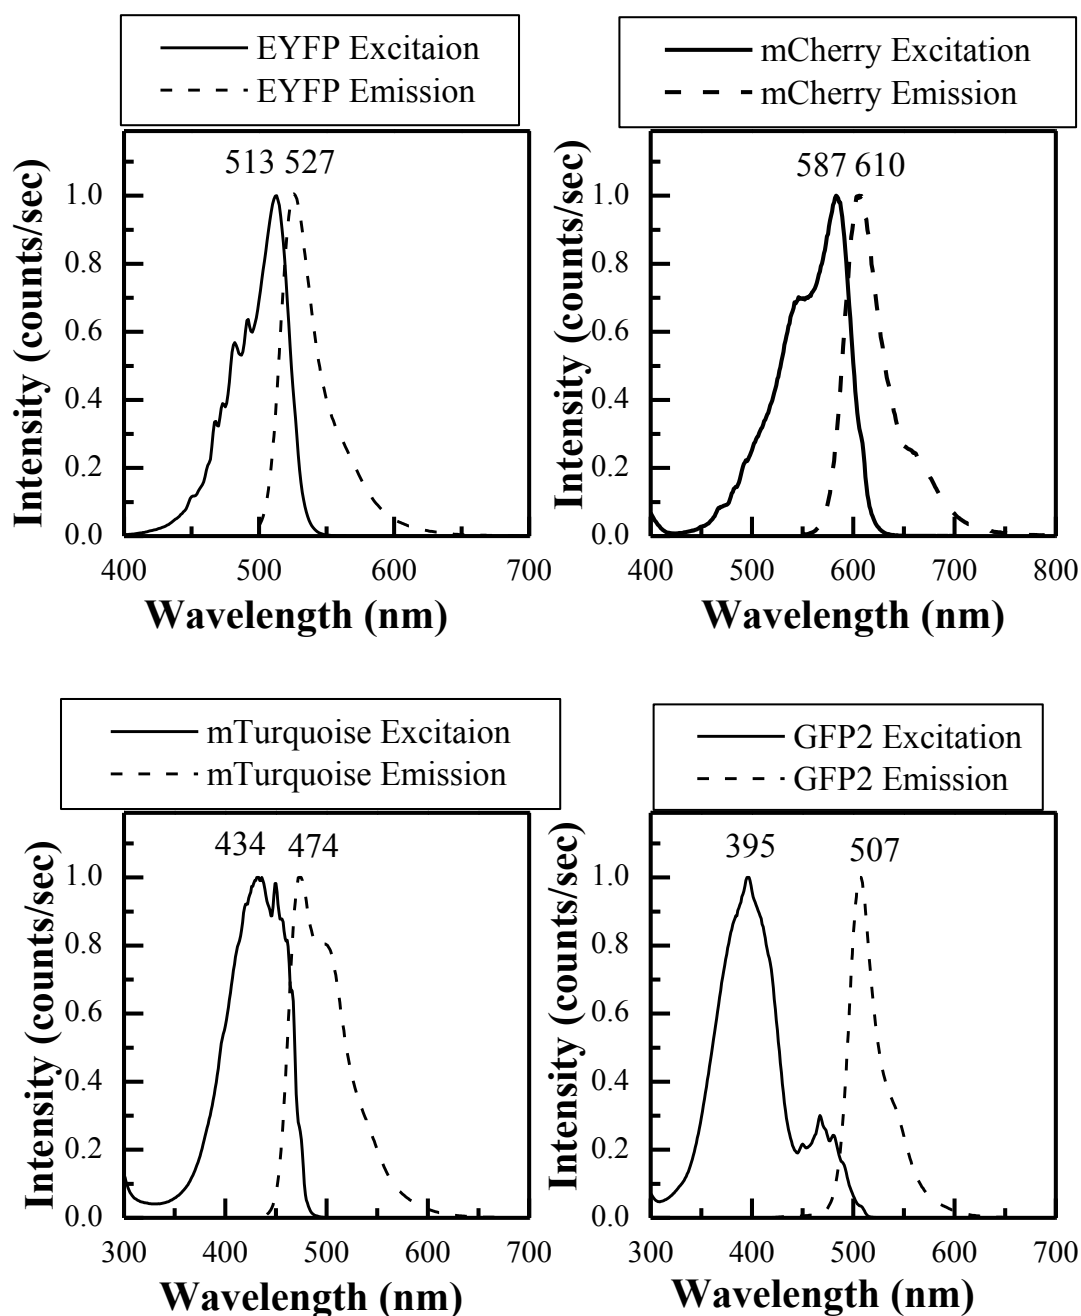 EYFP Excitaion
EYFP Emission
513 527
1.0
0.8
0.6
0.4
0.2
0.0
Intensity (counts/sec)
400 500 600 700
Wavelength (nm)
mCherry Excitation
mCherry Emission
587 610
1.0
0.8
0.6
0.4
0.2
0.0
Intensity (counts/sec)
400 500 600 700 800
Wavelength (nm)
mTurquoise Excitaion
mTurquoise Emission
434 474
1.0
0.8
0.6
0.4
0.2
0.0
Intensity (counts/sec)
300 400 500 600 700
Wavelength (nm)
GFP2 Excitation
GFP2 Emission
395 507
1.0
0.8
0.6
0.4
0.2
0.0
Intensity (counts/sec)
300 400 500 600 700
Wavelength (nm)